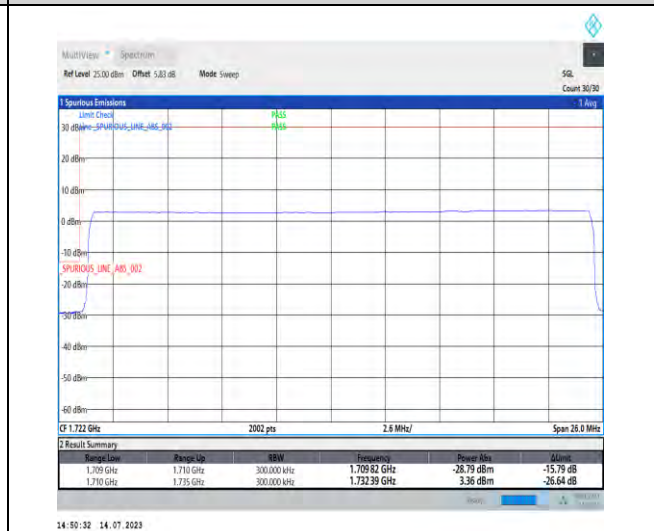 MultiView Spectrum
Ref Level 25.00 dBm Offset 5.83 dB Mode Sweep SGL
Count 30/30
1 Spurious Emissions 1 Avg
Limit Check PASS
30 dBm _SPURIOUS_LINE_ABS_002 PASS
20 dBm
10 dBm
0 dBm
-10 dBm
_SPURIOUS_LINE_ABS_002
-20 dBm
-30 dBm
-40 dBm
-50 dBm
-60 dBm
CF 1.722 GHz 2002 pts 2.6 MHz/ Span 26.0 MHz
2 Result Summary
Range Low Range Up RBW Frequency Power Abs ΔLimit
1.709 GHz 1.710 GHz 300.000 kHz 1.70982 GHz -28.79 dBm -15.79 dB
1.710 GHz 1.735 GHz 300.000 kHz 1.73239 GHz 3.36 dBm -26.64 dB
14:50:32 14.07.2023